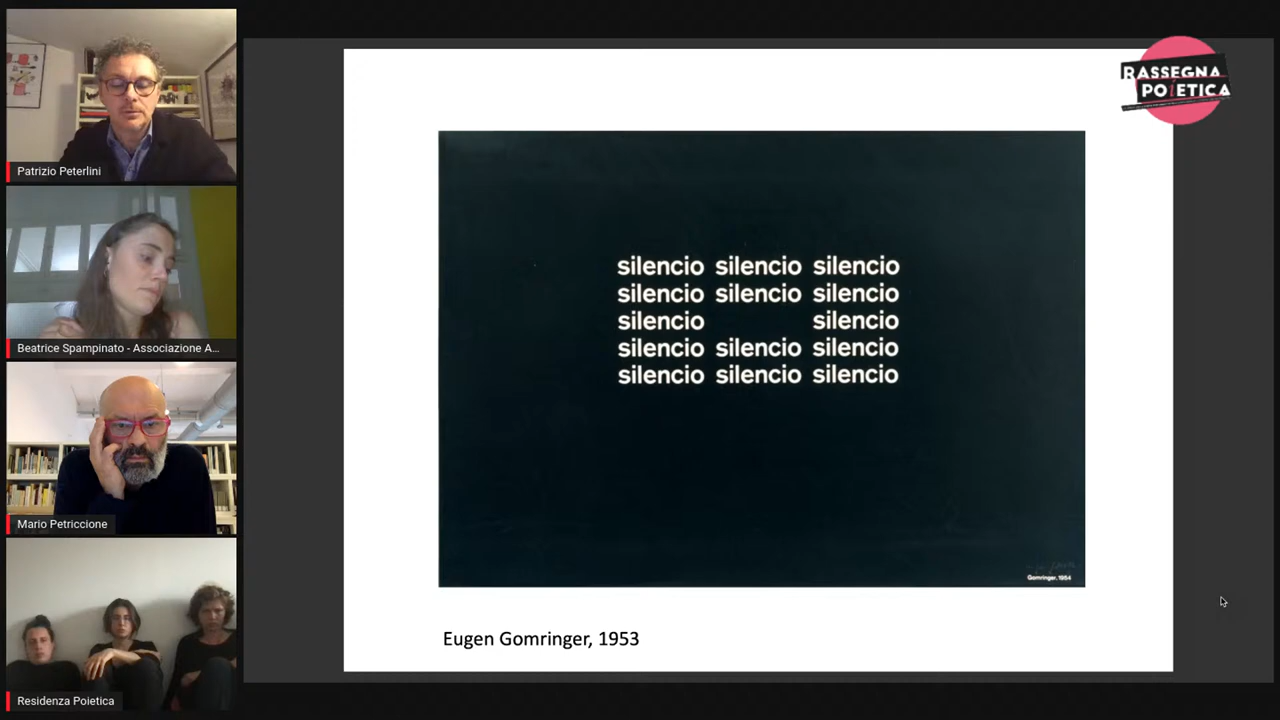 Patrizio Peterlini
Beatrice Spampinato - Associazione A...
Mario Petriccione
Residenza Poietica
RASSEGNA
POiETICA
silencio silencio silencio
silencio silencio silencio
silencio silencio
silencio silencio silencio
silencio silencio silencio
Gomringer, 1954
Eugen Gomringer, 1953